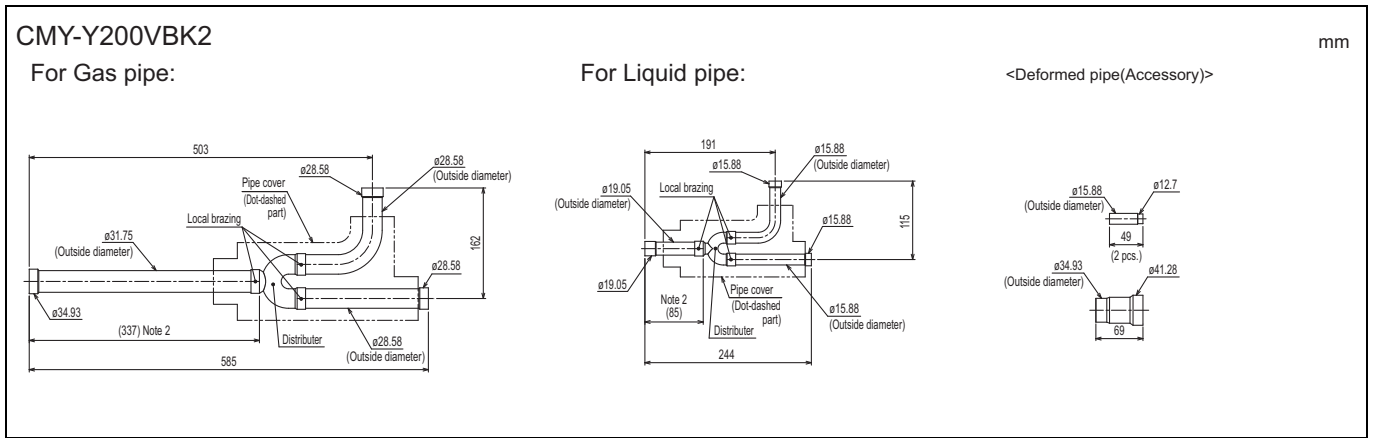 CMY-Y200VBK2
mm
For Gas pipe:
For Liquid pipe:
<Deformed pipe(Accessory)>
503
ø28.58
ø28.58
(Outside diameter)
Pipe cover
(Dot-dashed
part)
Local brazing
ø31.75
(Outside diameter)
162
ø28.58
ø34.93
(337) Note 2
Distributer
ø28.58
(Outside diameter)
585
191
ø15.88
ø15.88
(Outside diameter)
ø19.05
(Outside diameter)
Local brazing
ø15.88
115
ø19.05
Note 2
(85)
Pipe cover
(Dot-dashed
part)
Distributer
ø15.88
(Outside diameter)
244
ø15.88
(Outside diameter)
ø12.7
49
(2 pcs.)
ø34.93
(Outside diameter)
ø41.28
69